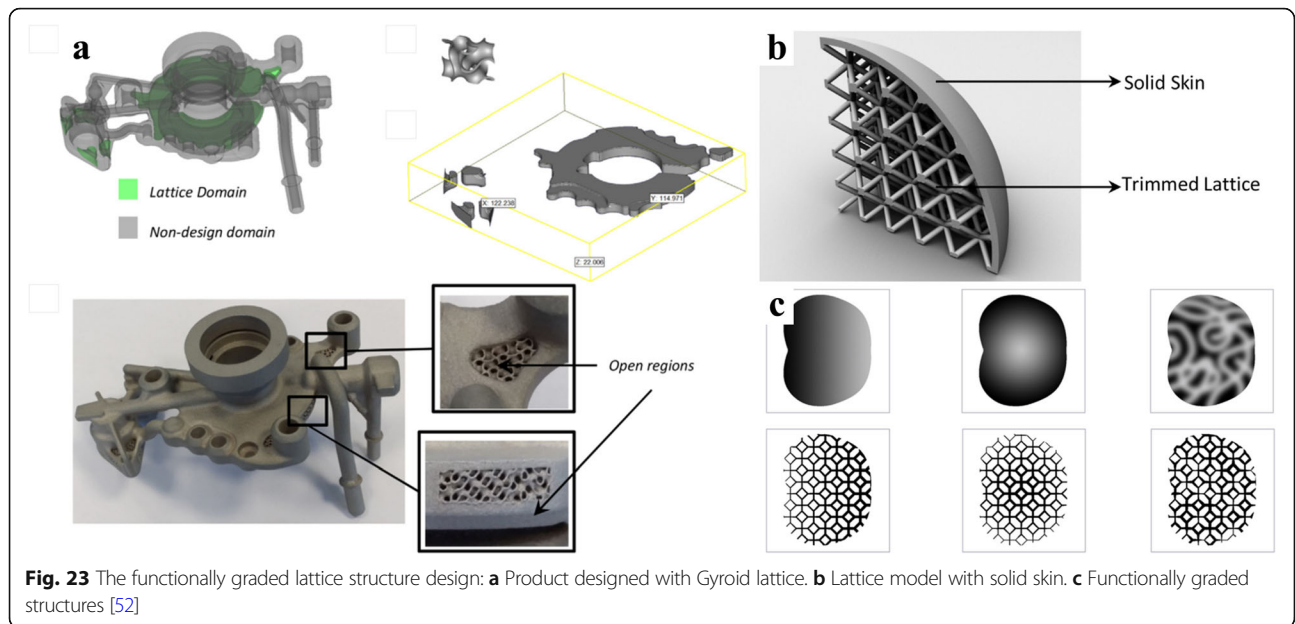 a
Lattice Domain
Non-design domain
X: 122.238
Y: 114.971
Z: 22.006
Open regions
b
Solid Skin
Trimmed Lattice
c
Fig. 23 The functionally graded lattice structure design: a Product designed with Gyroid lattice. b Lattice model with solid skin. c Functionally graded
structures [52]